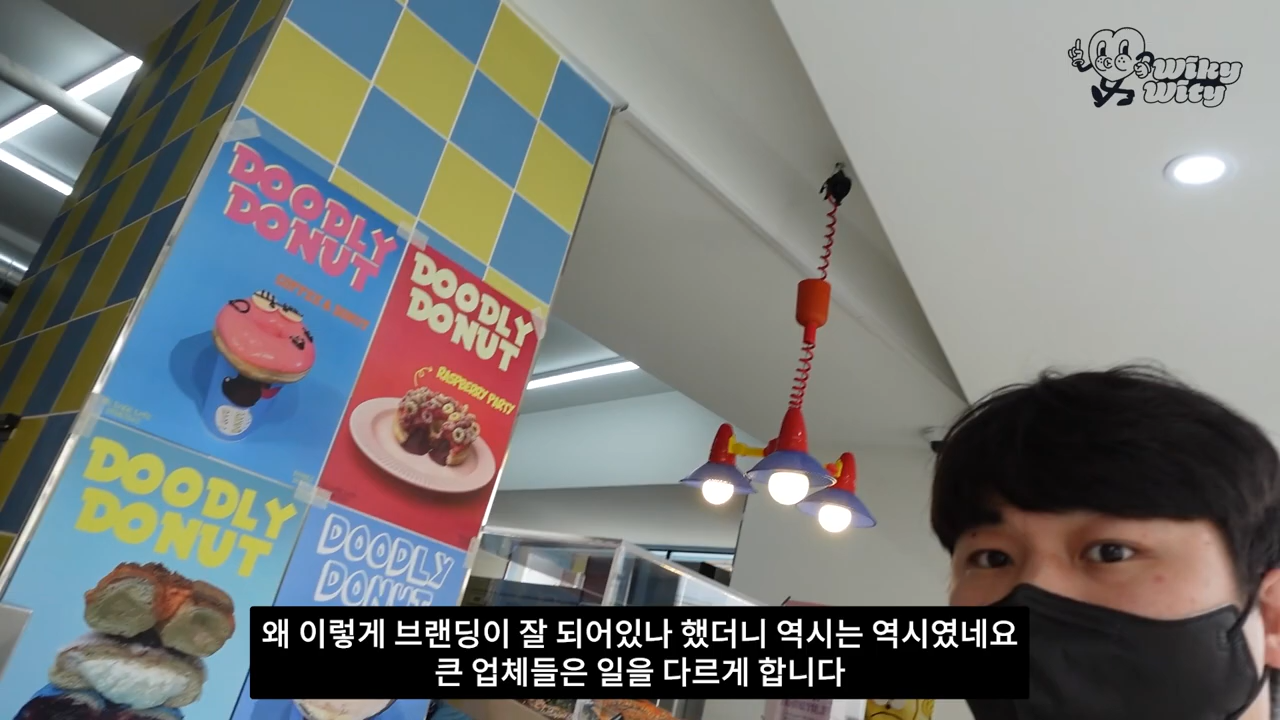 wiky
wity
DOODLY
DONUT
DOODLY
DONUT
RASPBERRY PARTY
DOODLY
DONUT
DOODLY
DONUT
왜 이렇게 브랜딩이 잘 되어있나 했더니 역시는 역시였네요
큰 업체들은 일을 다르게 합니다